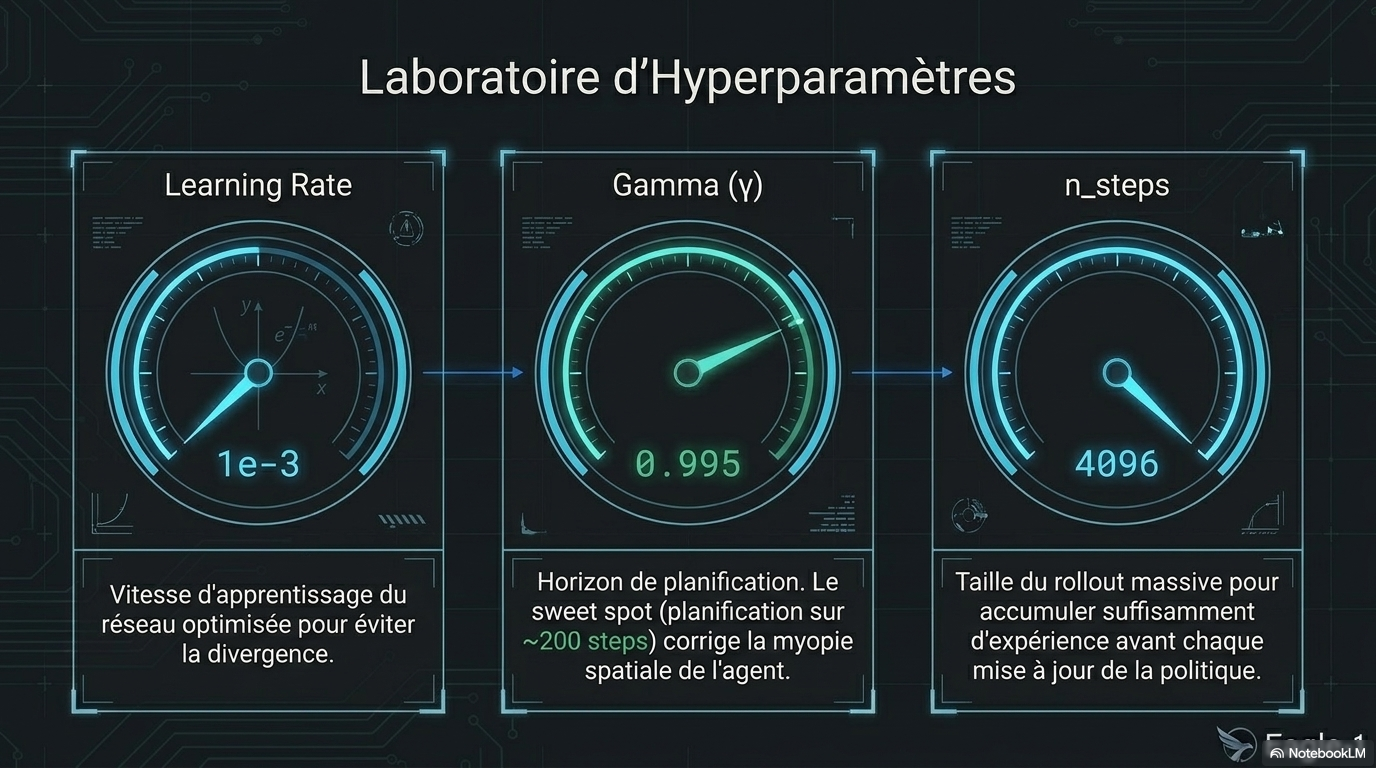 Laboratoire d'Hyperparamètres
Learning Rate
y
x
1e-3
Vitesse d'apprentissage du
réseau optimisée pour éviter
la divergence.
Gamma (γ)
0.995
Horizon de planification. Le
sweet spot (planification sur
~200 steps) corrige la myopie
spatiale de l'agent.
n_steps
4096
Taille du rollout massive pour
accumuler suffisamment
d'expérience avant chaque
mise à jour de la politique.
NotebookLM